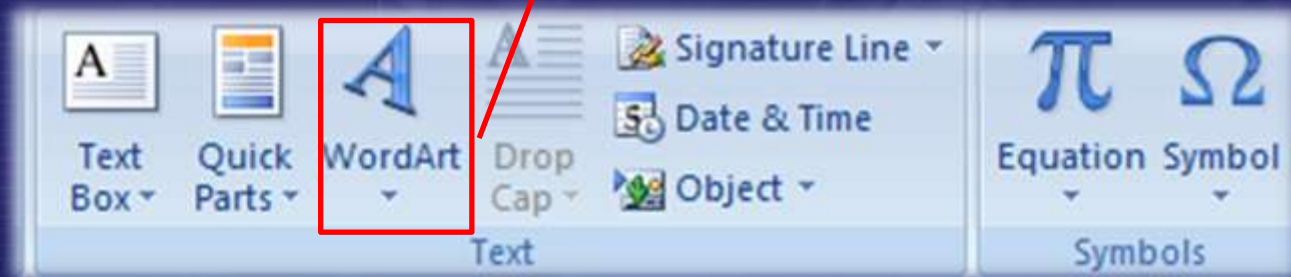 Text Box
Quick Parts
WordArt
Drop Cap
Signature Line
Date & Time
Object
Text
Equation
Symbol
Symbols